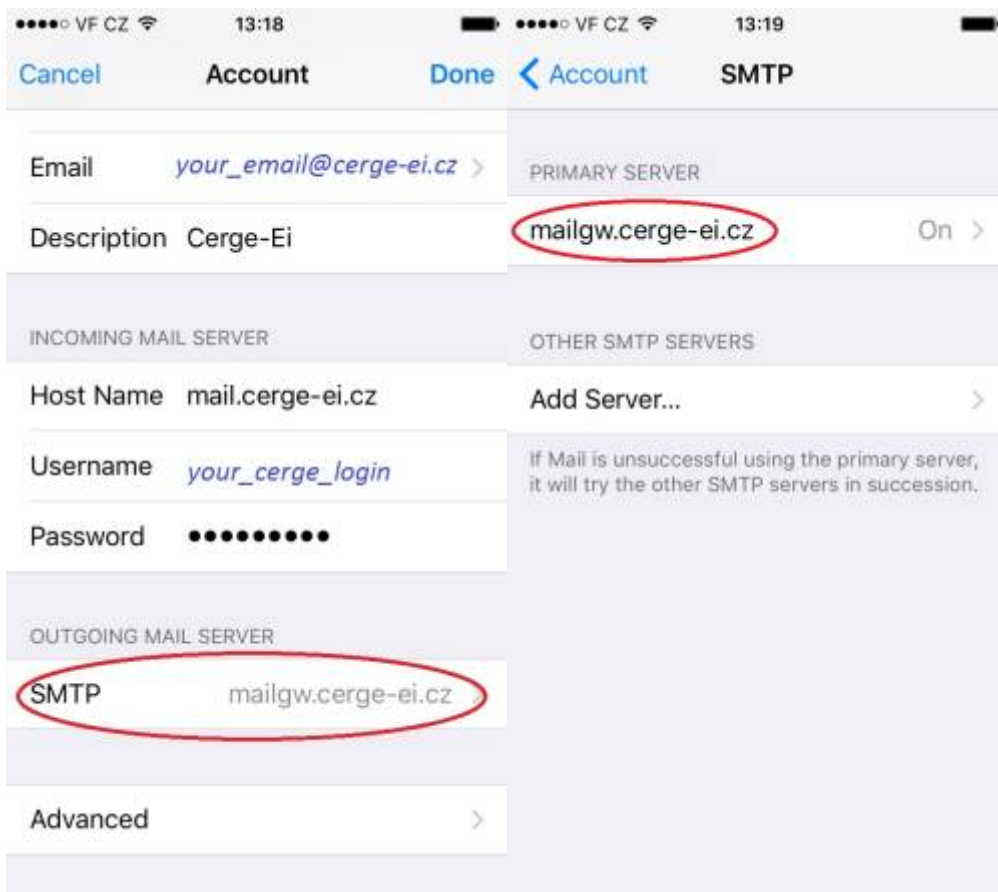 VF CZ 13:18
Cancel Account Done
Email your_email@cerge-ei.cz
Description Cerge-Ei
INCOMING MAIL SERVER
Host Name mail.cerge-ei.cz
Username your_cerge_login
Password •••••••••
OUTGOING MAIL SERVER
SMTP mailgw.cerge-ei.cz
Advanced
VF CZ 13:19
Account SMTP
PRIMARY SERVER
mailgw.cerge-ei.cz On
OTHER SMTP SERVERS
Add Server...
If Mail is unsuccessful using the primary server,
it will try the other SMTP servers in succession.